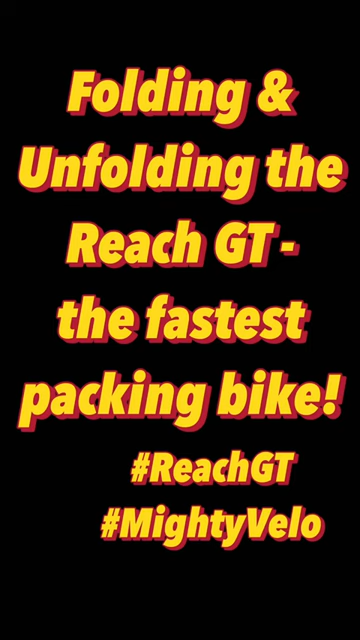 Folding &
Unfolding the
Reach GT -
the fastest
packing bike!
#ReachGT
#MightyVelo